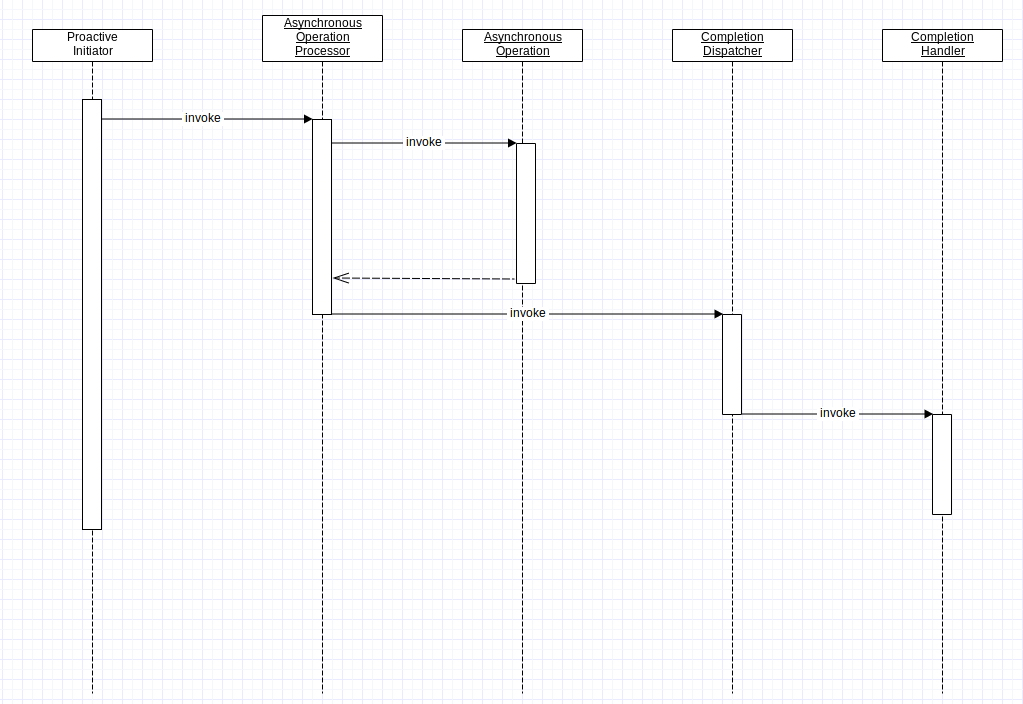 Proactive
Initiator
Asynchronous
Operation
Processor
Asynchronous
Operation
Completion
Dispatcher
Completion
Handler
invoke
invoke
invoke
invoke